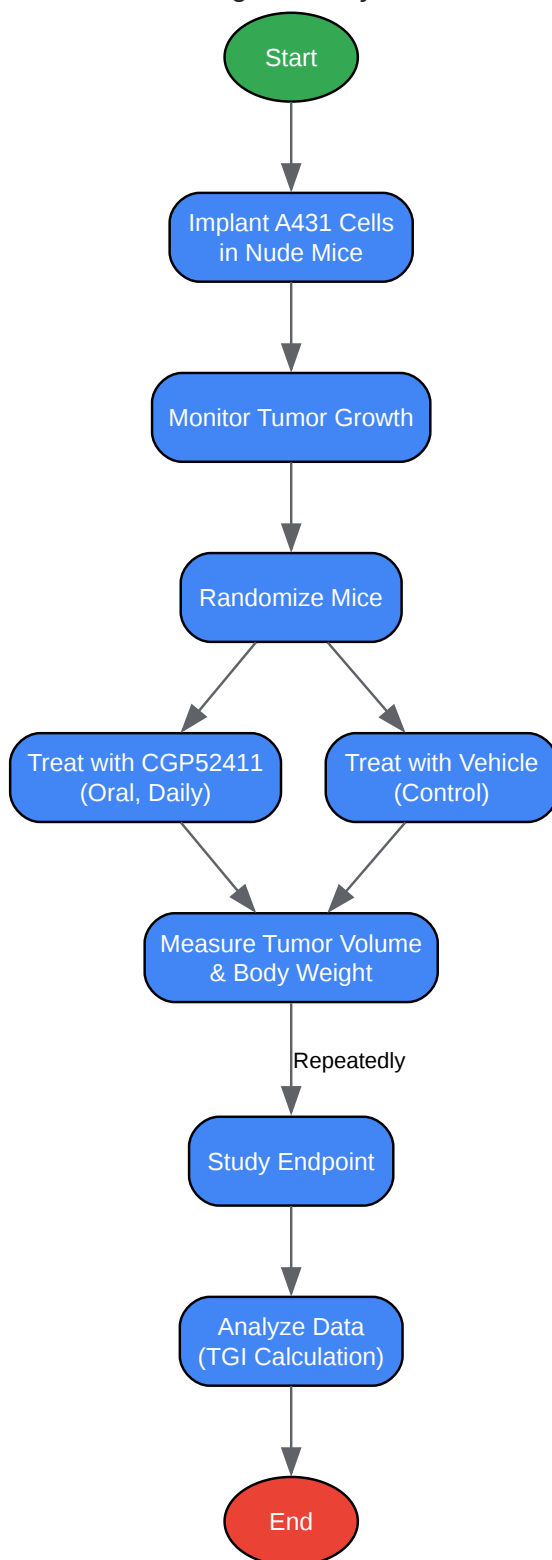 Start
Implant A431 Cells
in Nude Mice
Monitor Tumor Growth
Randomize Mice
Treat with CGP52411
(Oral, Daily)
Treat with Vehicle
(Control)
Measure Tumor Volume
& Body Weight
Repeatedly
Study Endpoint
Analyze Data
(TGI Calculation)
End